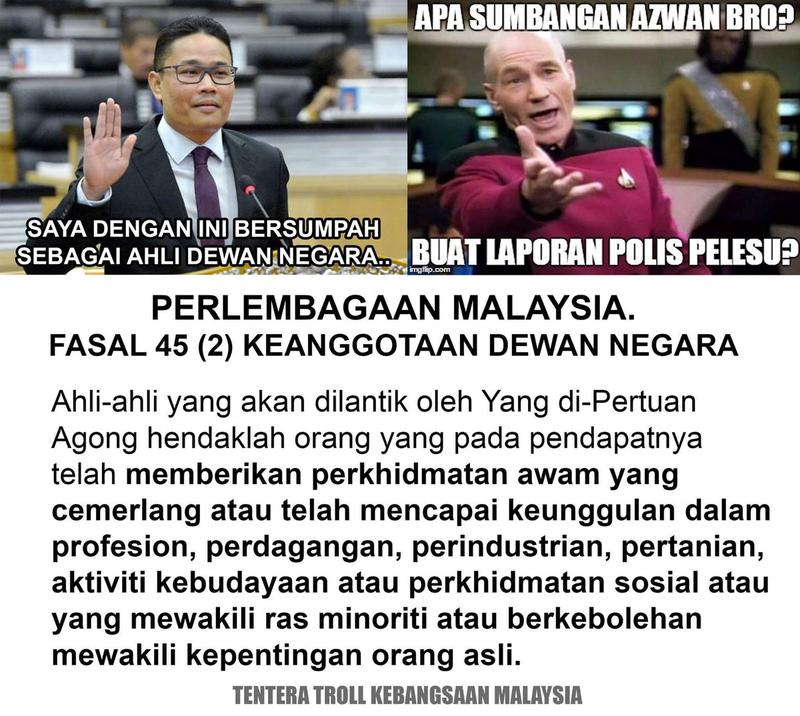 SAYA DENGAN INI BERSUMPAH
SEBAGAI AHLI DEWAN NEGARA..
APA SUMBANGAN AZWAN BRO?
BUAT LAPORAN POLIS PELESU?
imgflip.com
PERLEMBAGAAN MALAYSIA.
FASAL 45 (2) KEANGGOTAAN DEWAN NEGARA
Ahli-ahli yang akan dilantik oleh Yang di-Pertuan
Agong hendaklah orang yang pada pendapatnya
telah memberikan perkhidmatan awam yang
cemerlang atau telah mencapai keunggulan dalam
profesion, perdagangan, perindustrian, pertanian,
aktiviti kebudayaan atau perkhidmatan sosial atau
yang mewakili ras minoriti atau berkebolehan
mewakili kepentingan orang asli.
TENTERA TROLL KEBANGSAAN MALAYSIA